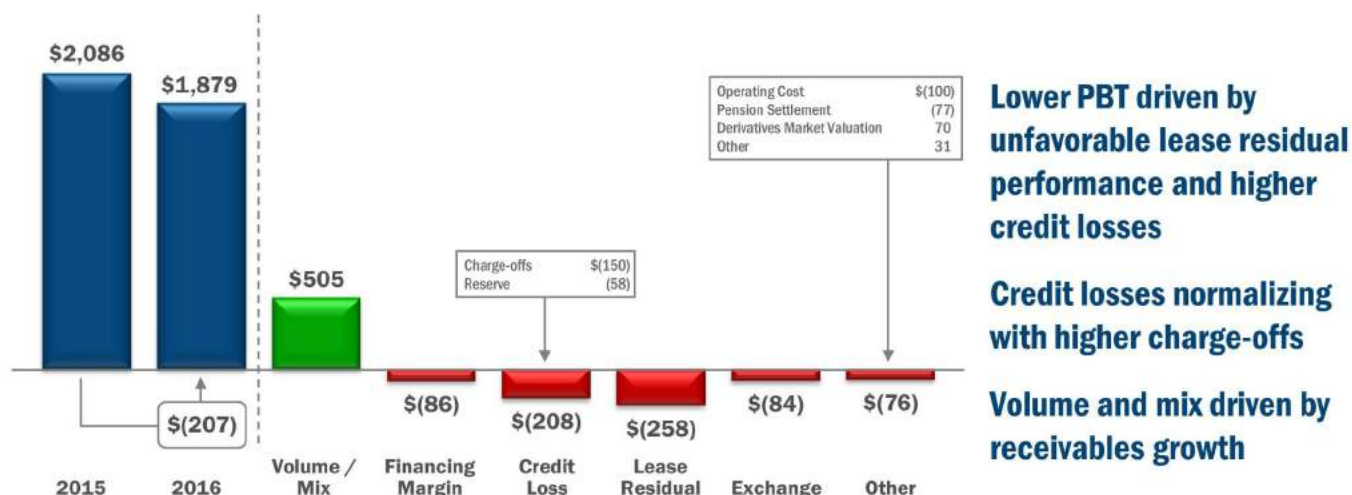 $2,086
$1,879
$505
$(86)
$(208)
$(258)
$(84)
$(76)
$(207)
Charge-offs $(150)
Reserve (58)
Operating Cost $(100)
Pension Settlement (77)
Derivatives Market Valuation 70
Other 31
2015
2016
Volume /
Mix
Financing
Margin
Credit
Loss
Lease
Residual
Exchange
Other
Lower PBT driven by
unfavorable lease residual
performance and higher
credit losses
Credit losses normalizing
with higher charge-offs
Volume and mix driven by
receivables growth